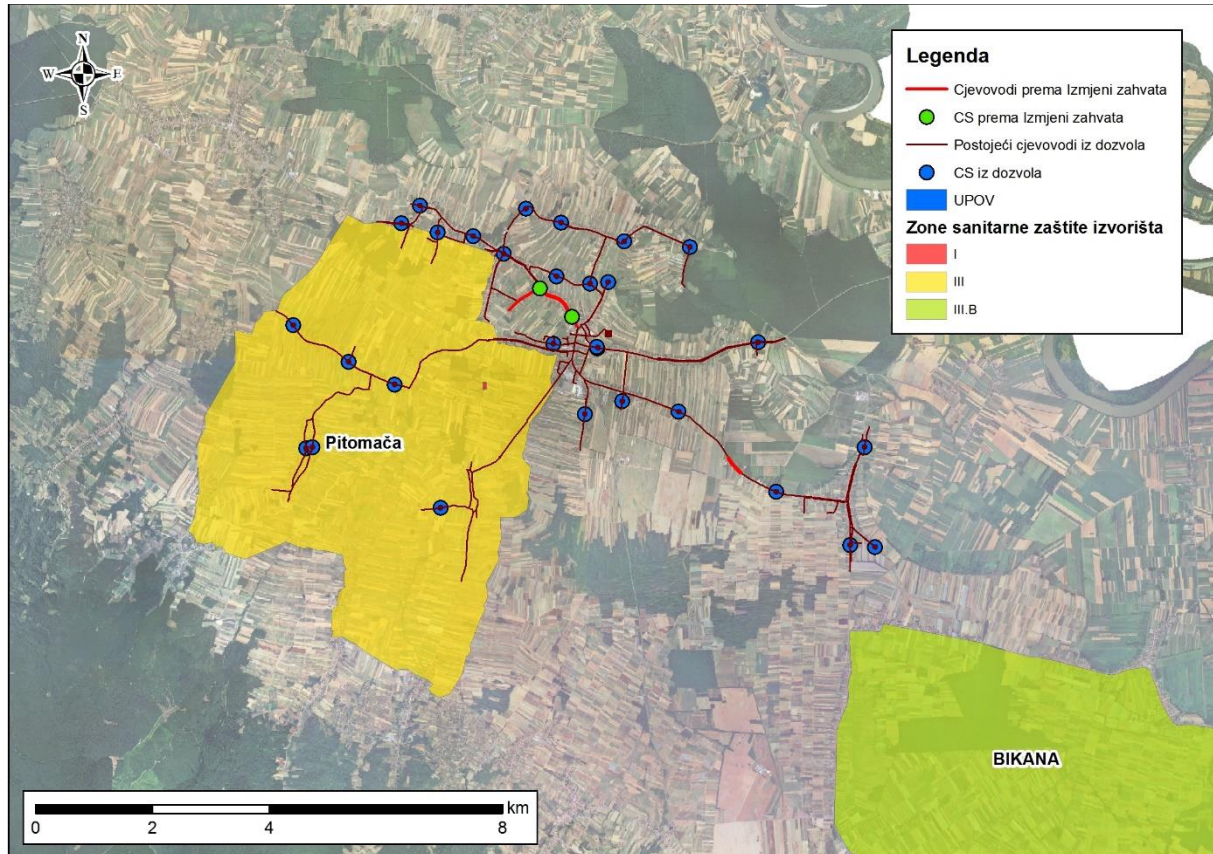 N
W E
S
Legenda
Cjevovodi prema Izmjeni zahvata
CS prema Izmjeni zahvata
Postojeći cjevovodi iz dozvola
CS iz dozvola
UPOV
Zone sanitarne zaštite izvorišta
I
III
III.B
Pitomača
BIKANA
km
0 2 4 8